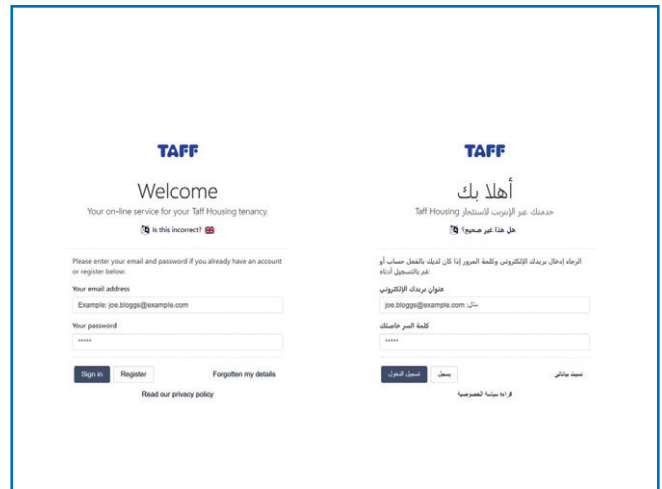 TAFF
Welcome
Your on-line service for your Taff Housing tenancy.
Is this incorrect?
Please enter your email and password if you already have an account
or register below:
Your email address
Example: joe.bloggs@example.com
Your password
*****
Sign in
Register
Forgotten my details
Read our privacy policy
TAFF
أهلا بك
خدمتك عبر الإنترنت لاستئجار Taff Housing
هل هذا غير صحيح؟
الرجاء إدخال بريدك الإلكتروني وكلمة المرور إذا كان لديك بالفعل حساب أو
قم بالتسجيل أدناه:
عنوان بريدك الإلكتروني
مثال: joe.bloggs@example.com
كلمة السر خاصتك
*****
تسجيل الدخول
يسجل
نسيت بياناتي
قراءة سياسة الخصوصية